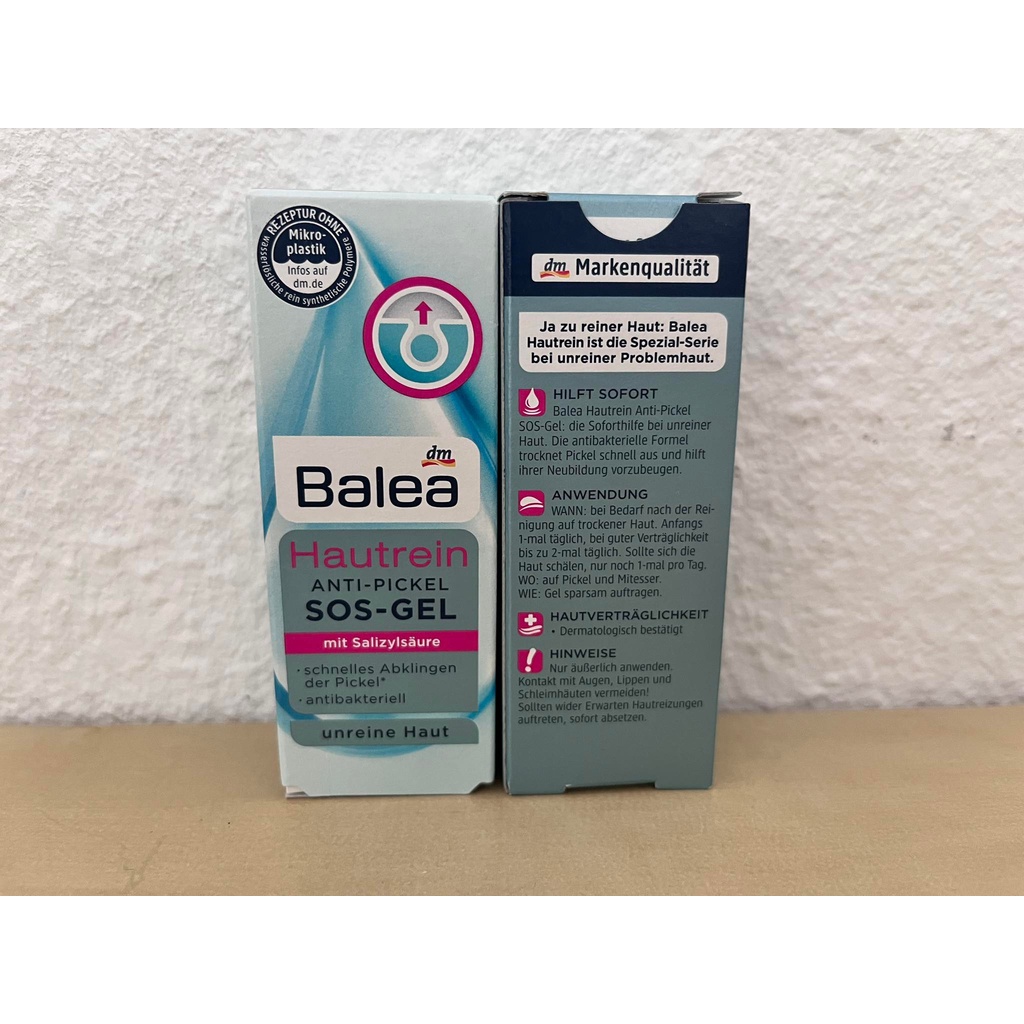 REZEPTUR OHNE
Mikro-
plastik
Infos auf
dm.de
wasserlösliche rein synthetische Polymere
dm
Balea
Hautrein
ANTI-PICKEL
SOS-GEL
mit Salizylsäure
• schnelles Abklingen
der Pickel*
• antibakteriell
unreine Haut
dm Markenqualität
Ja zu reiner Haut: Balea
Hautrein ist die Spezial-Serie
bei unreiner Problemhaut.
HILFT SOFORT
Balea Hautrein Anti-Pickel
SOS-Gel: die Soforthilfe bei unreiner
Haut. Die antibakterielle Formel
trocknet Pickel schnell aus und hilft
ihrer Neubildung vorzubeugen.
ANWENDUNG
WANN: bei Bedarf nach der Rei-
nigung auf trockener Haut. Anfangs
1-mal täglich, bei guter Verträglichkeit
bis zu 2-mal täglich. Sollte sich die
Haut schälen, nur noch 1-mal pro Tag.
WO: auf Pickel und Mitesser.
WIE: Gel sparsam auftragen.
HAUTVERTRÄGLICHKEIT
• Dermatologisch bestätigt
HINWEISE
Nur äußerlich anwenden.
Kontakt mit Augen, Lippen und
Schleimhäuten vermeiden!
Sollten wider Erwarten Hautreizungen
auftreten, sofort absetzen.